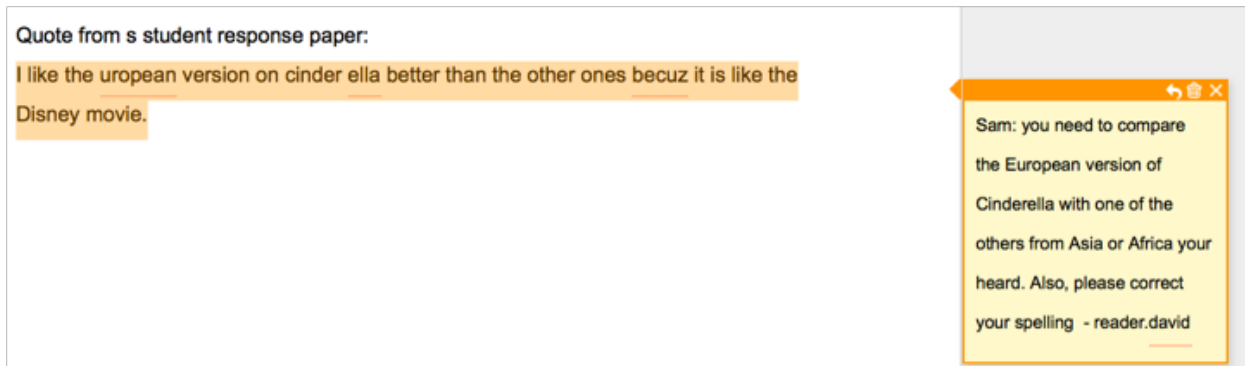 Quote from s student response paper:
I like the uropean version on cinder ella better than the other ones becuz it is like the
Disney movie.
Sam: you need to compare
the European version of
Cinderella with one of the
others from Asia or Africa your
heard. Also, please correct
your spelling  - reader.david